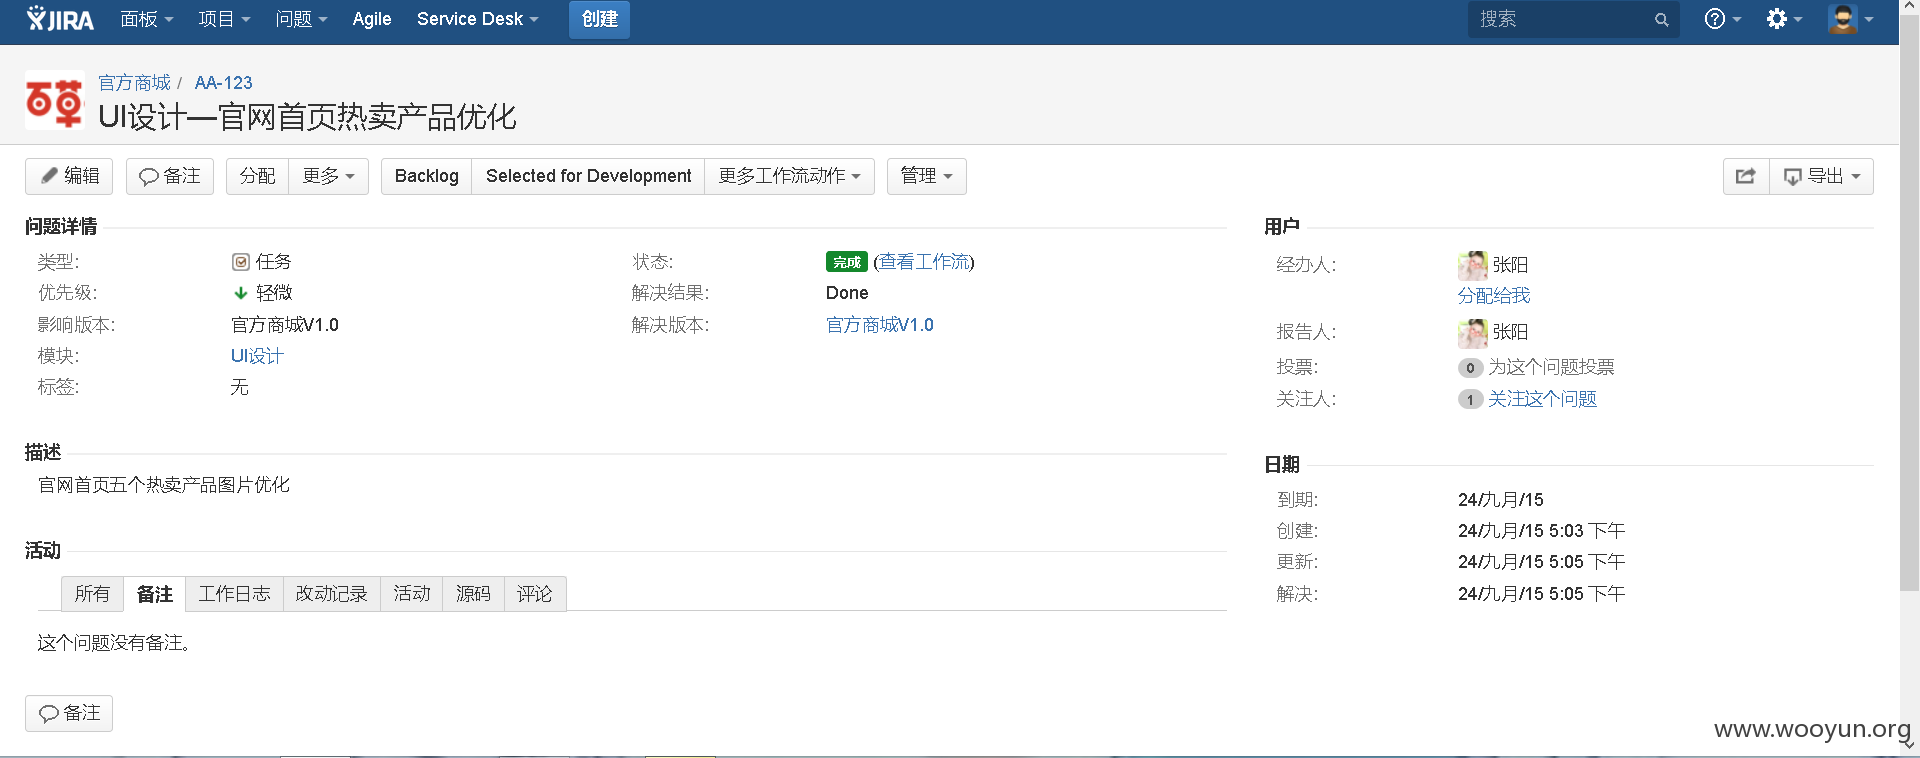 JIRA 面板 项目 问题 Agile Service Desk 创建 搜索
百草
官方商城 / AA-123
UI设计—官网首页热卖产品优化
编辑 备注 分配 更多 Backlog Selected for Development 更多工作流动作 管理 导出
问题详情
类型: 任务 状态: 完成 (查看工作流)
优先级: 轻微 解决结果: Done
影响版本: 官方商城V1.0 解决版本: 官方商城V1.0
模块: UI设计
标签: 无
描述
官网首页五个热卖产品图片优化
活动
所有 备注 工作日志 改动记录 活动 源码 评论
这个问题没有备注。
备注
用户
经办人: 张阳
分配给我
报告人: 张阳
投票: 0 为这个问题投票
关注人: 1 关注这个问题
日期
到期: 24/九月/15
创建: 24/九月/15 5:03 下午
更新: 24/九月/15 5:05 下午
解决: 24/九月/15 5:05 下午
www.wooyun.org